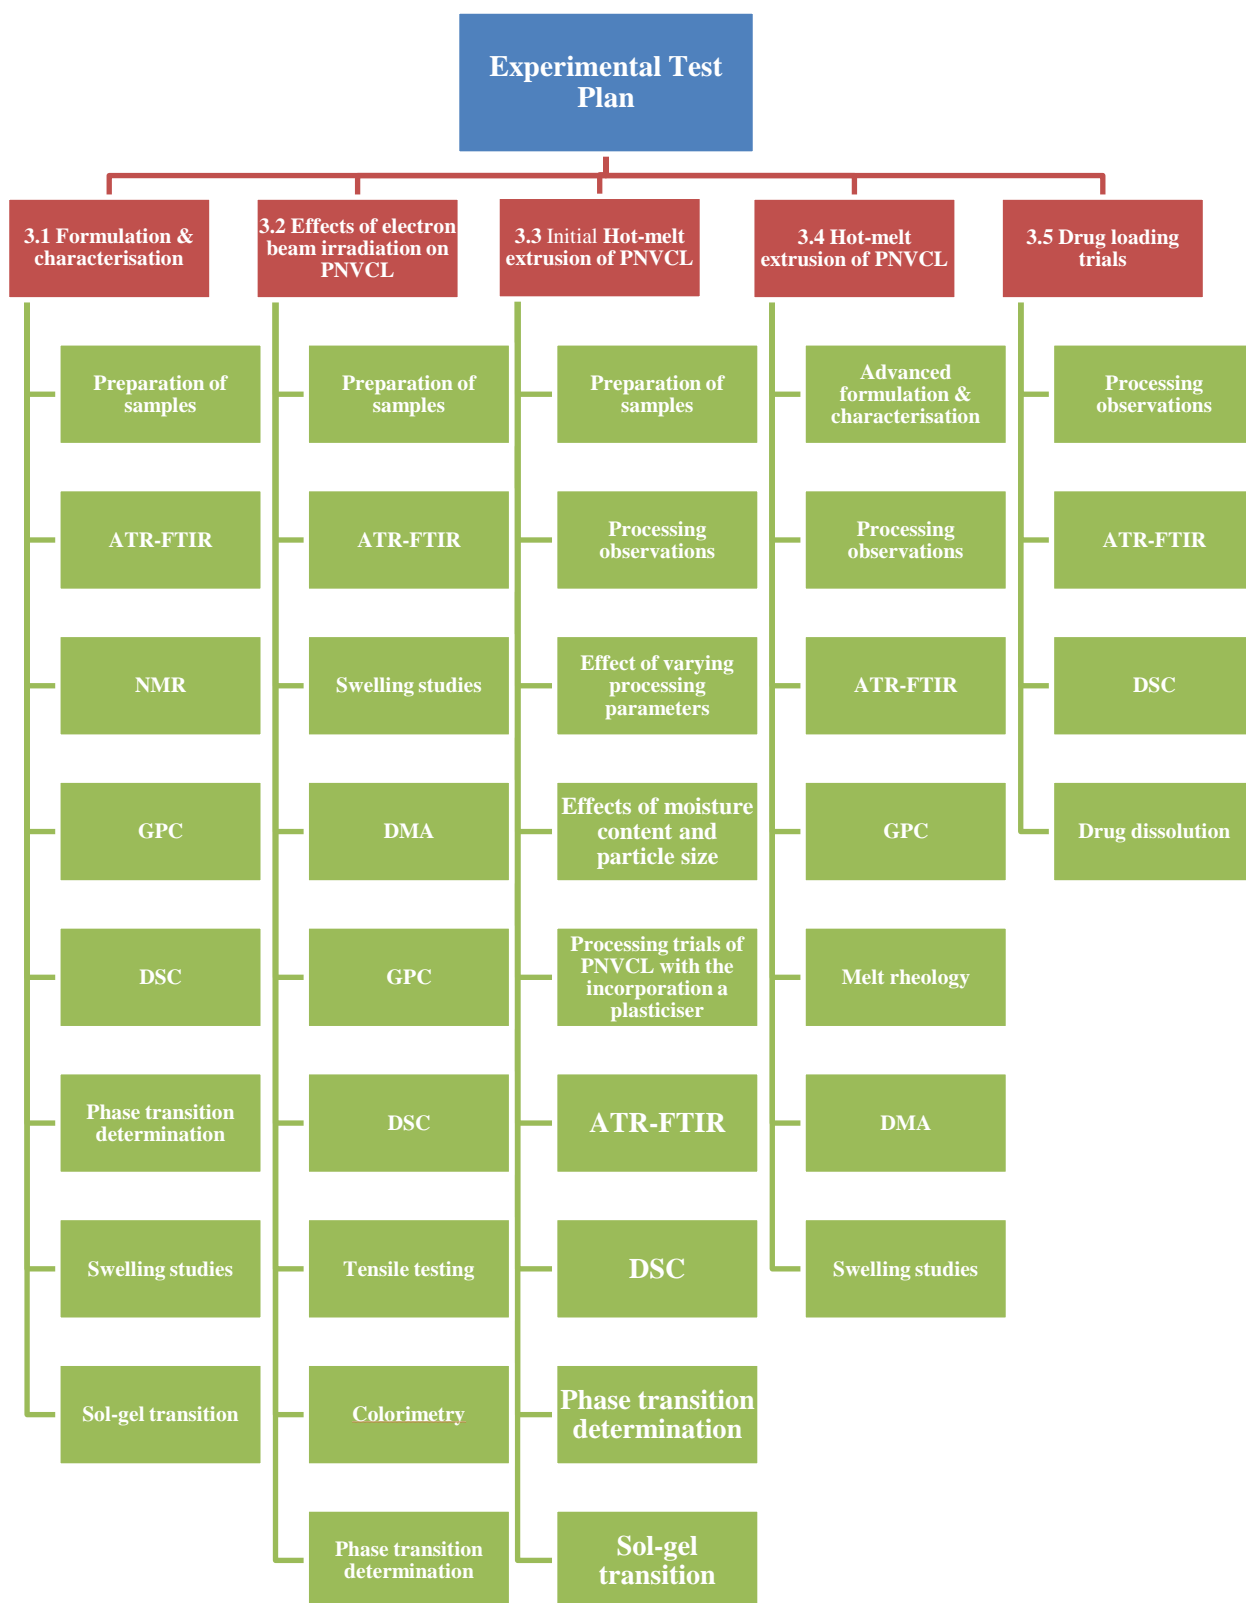 Experimental Test
Plan
3.1 Formulation &
characterisation
Preparation of
samples
ATR-FTIR
NMR
GPC
DSC
Phase transition
determination
Swelling studies
Sol-gel transition
3.2 Effects of electron
beam irradiation on
PNVCL
Preparation of
samples
ATR-FTIR
Swelling studies
DMA
GPC
DSC
Tensile testing
Colorimetry
Phase transition
determination
3.3 Initial Hot-melt
extrusion of PNVCL
Preparation of
samples
Processing
observations
Effect of varying
processing
parameters
Effects of moisture
content and
particle size
Processing trials of
PNVCL with the
incorporation a
plasticiser
ATR-FTIR
DSC
Phase transition
determination
Sol-gel
transition
3.4 Hot-melt
extrusion of PNVCL
Advanced
formulation &
characterisation
Processing
observations
ATR-FTIR
GPC
Melt rheology
DMA
Swelling studies
3.5 Drug loading
trials
Processing
observations
ATR-FTIR
DSC
Drug dissolution